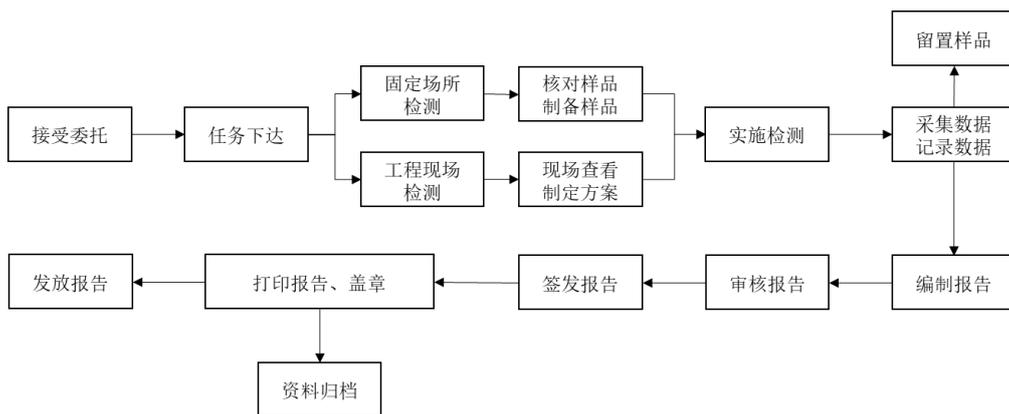 留置样品
固定场所
检测
核对样品
制备样品
接受委托
任务下达
实施检测
采集数据
记录数据
工程现场
检测
现场查看
制定方案
发放报告
打印报告、盖章
签发报告
审核报告
编制报告
资料归档